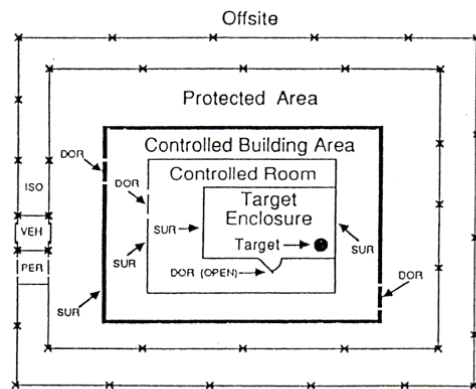 Offsite
Protected Area
Controlled Building Area
DOR
Controlled Room
DOR
ISO
Target
Enclosure
SUR
Target
VEH
SUR
SUR
PER
DOR (OPEN)
DOR
SUR